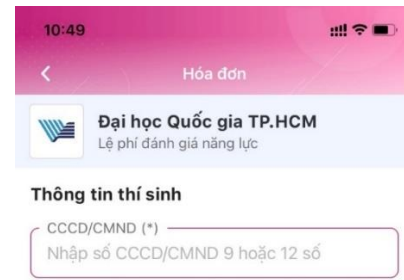 10:49
Hóa đơn
Đại học Quốc gia TP.HCM
Lệ phí đánh giá năng lực
Thông tin thí sinh
CCCD/CMND (*)
Nhập số CCCD/CMND 9 hoặc 12 số